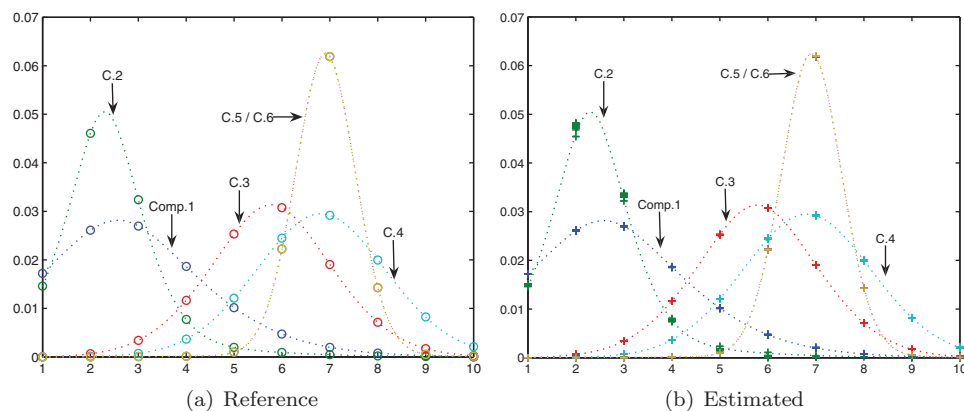 0.07
0.06
0.05
0.04
0.03
0.02
0.01
0
1 2 3 4 5 6 7 8 9 10
C.2
C.5 / C.6
Comp.1
C.3
C.4
(a) Reference
0.07
0.06
0.05
0.04
0.03
0.02
0.01
0
1 2 3 4 5 6 7 8 9 10
C.2
C.5 / C.6
Comp.1
C.3
C.4
(b) Estimated